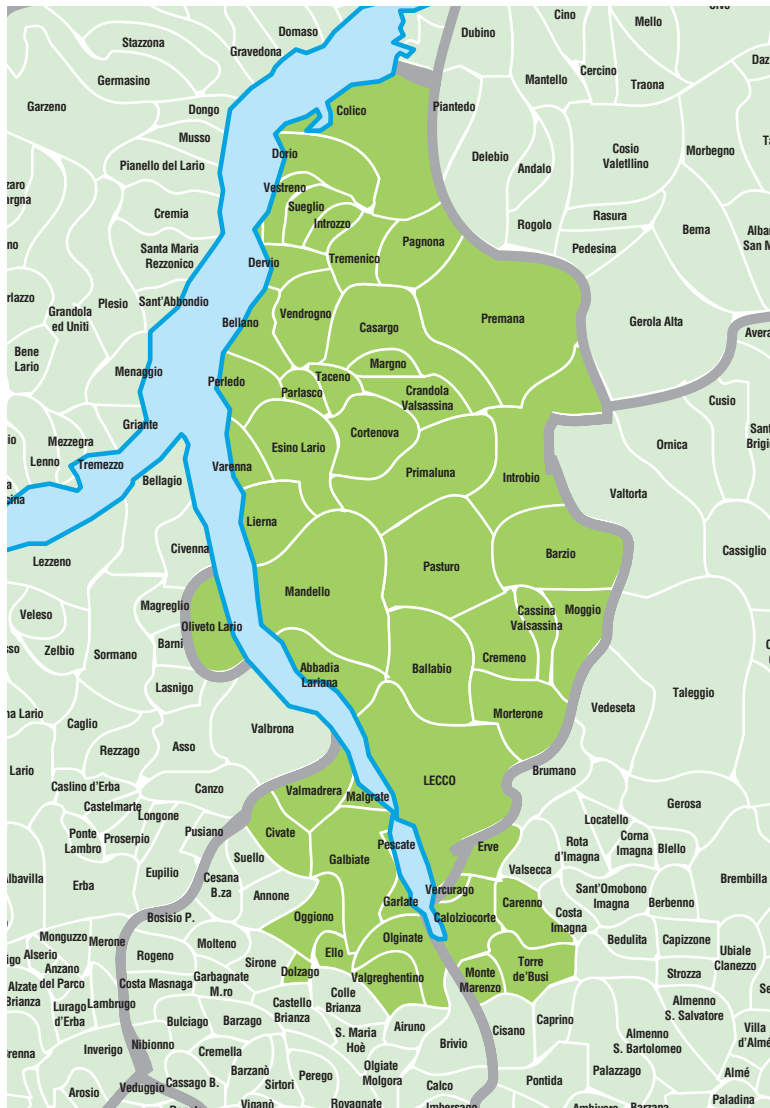 Domaso
Cino
Mello
Stazzona
Gravedona
Dubino
Cercino
Germasino
Mantello
Traona
Garzeno
Dongo
Colico
Piantedo
Musso
Delebio
Cosio
Valetllino
Morbegno
Pianello del Lario
Dorio
Andalo
Vestreno
Sueglio
Cremia
Introzzo
Rogolo
Rasura
Bema
Santa Maria
Rezzonico
Pagnona
Pedesina
Dervio
Tremenico
Plesio
Sant'Abbondio
Grandola
ed Uniti
Vendrogno
Premana
Gerola Alta
Bellano
Casargo
Bene
Lario
Menaggio
Margno
Perledo
Taceno
Parlasco
Crandola
Valsassina
Cusio
Griante
Cortenova
Mezzegra
Esino Lario
Ornica
Lenno
Tremezzo
Varenna
Primaluna
Introbio
Bellagio
Valtorta
Lierna
Civenna
Barzio
Cassiglio
Lezzeno
Pasturo
Mandello
Magreglio
Cassina
Valsassina
Moggio
Veleso
Oliveto Lario
Barni
Zelbio
Sormano
Cremeno
Abbadia
Lariana
Ballabio
Lasnigo
Taleggio
Vedeseta
Morterone
Caglio
Valbrona
Rezzago
Asso
Brumano
LECCO
Caslino d'Erba
Canzo
Valmadrera
Malgrate
Gerosa
Castelmarte
Longone
Locatello
Ponte
Lambro
Proserpio
Pusiano
Civate
Pescate
Erve
Rota
d'Imagna
Corna
Imagna
Blello
Suello
Galbiate
Valsecca
Eupilio
Cesana
B.za
Erba
Annone
Vercurago
Sant'Omobono
Imagna
Brembilla
Garlate
Carenno
Berbenno
Bosisio P.
Oggiono
Calolziocorte
Costa
Imagna
Monguzzo
Merone
Molteno
Olginate
Bedulita
Capizzone
Alserio
Rogeno
Ello
Ubiale
Clanezzo
Anzano
del Parco
Sirone
Dolzago
Torre
de'Busi
Costa Masnaga
Garbagnate
M.ro
Valgreghentino
Monte
Marenzo
Strozza
Alzate
Brianza
Lambrugo
Colle
Brianza
Lurago
d'Erba
Castello
Brianza
Almenno
S. Salvatore
Bulciago
Barzago
S. Maria
Hoè
Airuno
Cisano
Caprino
Villa
d'Almé
Inverigo
Nibionno
Cremella
Brivio
Almenno
S. Bartolomeo
Barzanò
Olgiate
Molgora
Palazzago
Almé
Veduggio
Cassago B.
Sirtori
Perego
Calco
Pontida
Arosio
Viganò
Rovagnate
Imbersago
Paladina